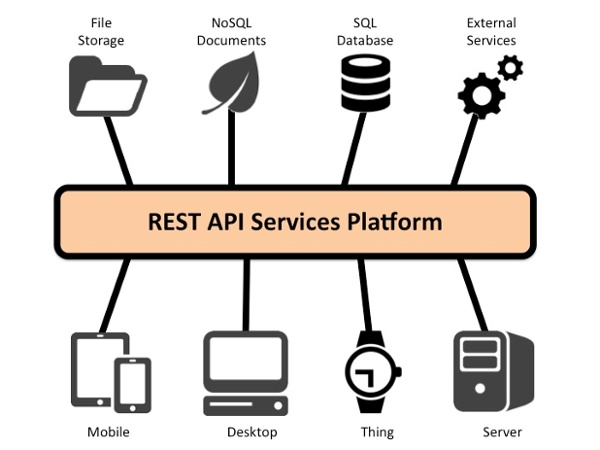 File
Storage
NoSQL
Documents
SQL
Database
External
Services
REST API Services Platform
Mobile
Desktop
Thing
Server